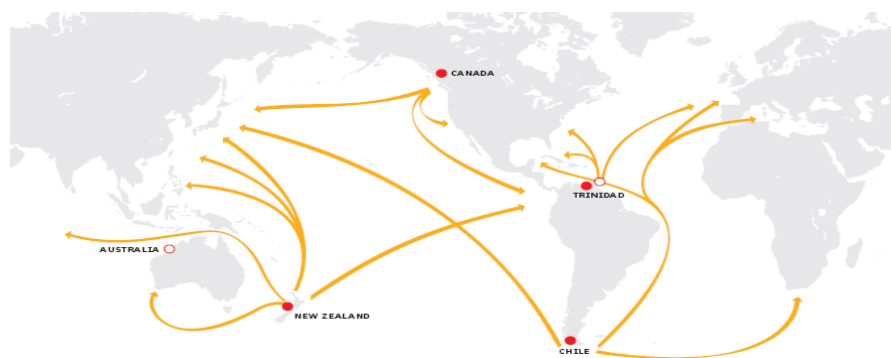 CANADA
TRINIDAD
AUSTRALIA
NEW ZEALAND
CHILE